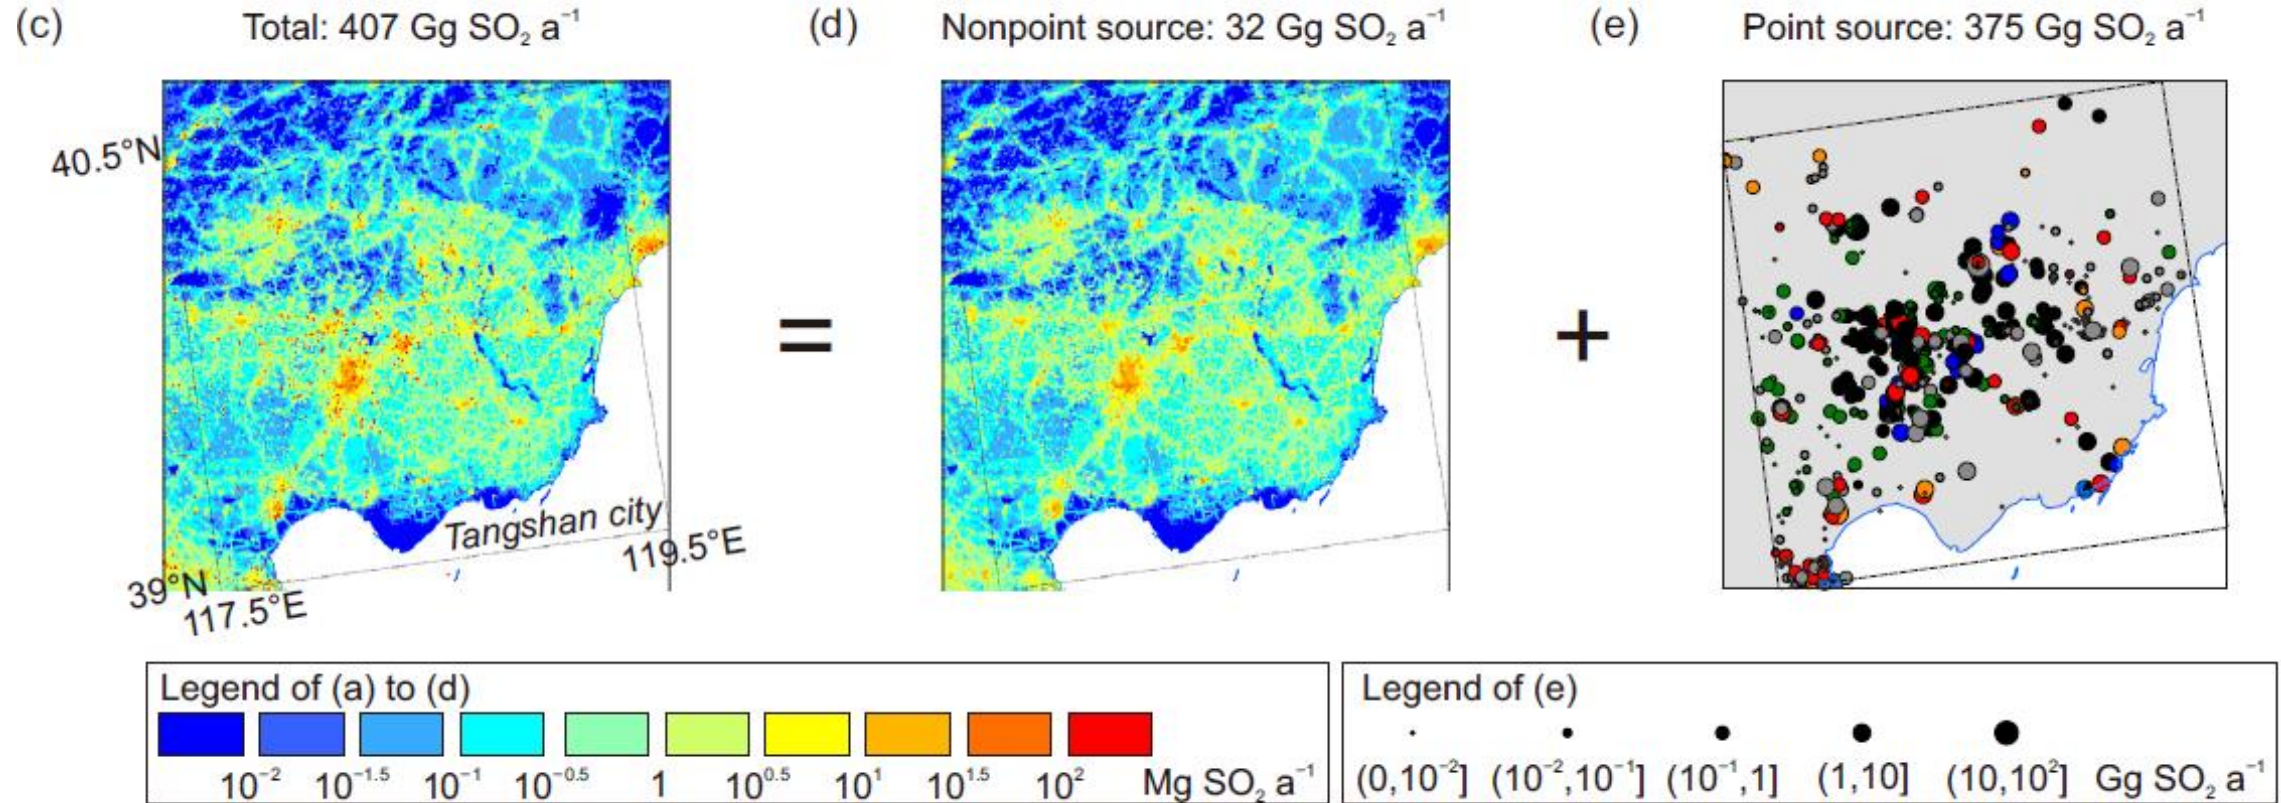 (c) Total: 407 Gg SO₂ a⁻¹
(d) Nonpoint source: 32 Gg SO₂ a⁻¹
(e) Point source: 375 Gg SO₂ a⁻¹
40.5°N
=
+
Tangshan city
119.5°E
39°N
117.5°E
Legend of (a) to (d)
10⁻² 10⁻¹·⁵ 10⁻¹ 10⁻⁰·⁵ 1 10⁰·⁵ 10¹ 10¹·⁵ 10² Mg SO₂ a⁻¹
Legend of (e)
(0,10⁻²] (10⁻²,10⁻¹] (10⁻¹,1] (1,10] (10,10²] Gg SO₂ a⁻¹